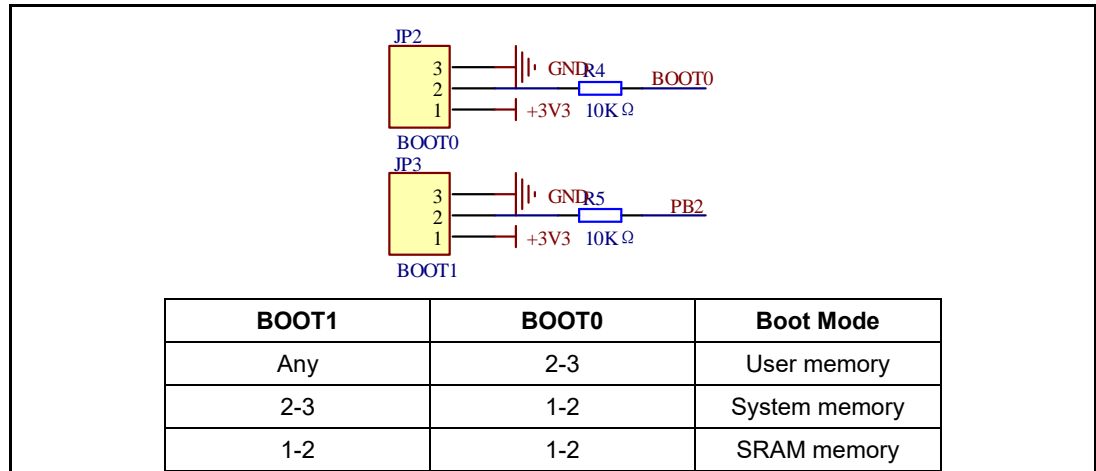 JP2
3 GND R4 BOOT0
2
1 +3V3 10KΩ
BOOT0
JP3
3 GND R5 PB2
2
1 +3V3 10KΩ
BOOT1
BOOT1 BOOT0 Boot Mode
Any 2-3 User memory
2-3 1-2 System memory
1-2 1-2 SRAM memory